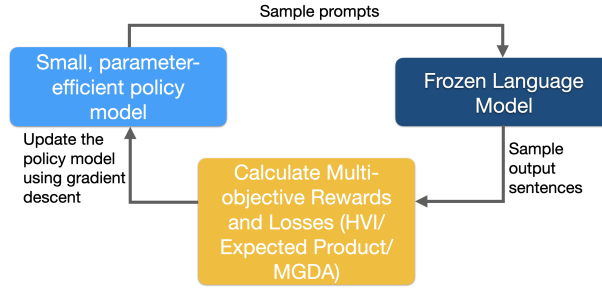 Sample prompts
Small, parameter-
efficient policy
model
Frozen Language
Model
Update the
policy model
using gradient
descent
Sample
output
sentences
Calculate Multi-
objective Rewards
and Losses (HVI/
Expected Product/
MGDA)